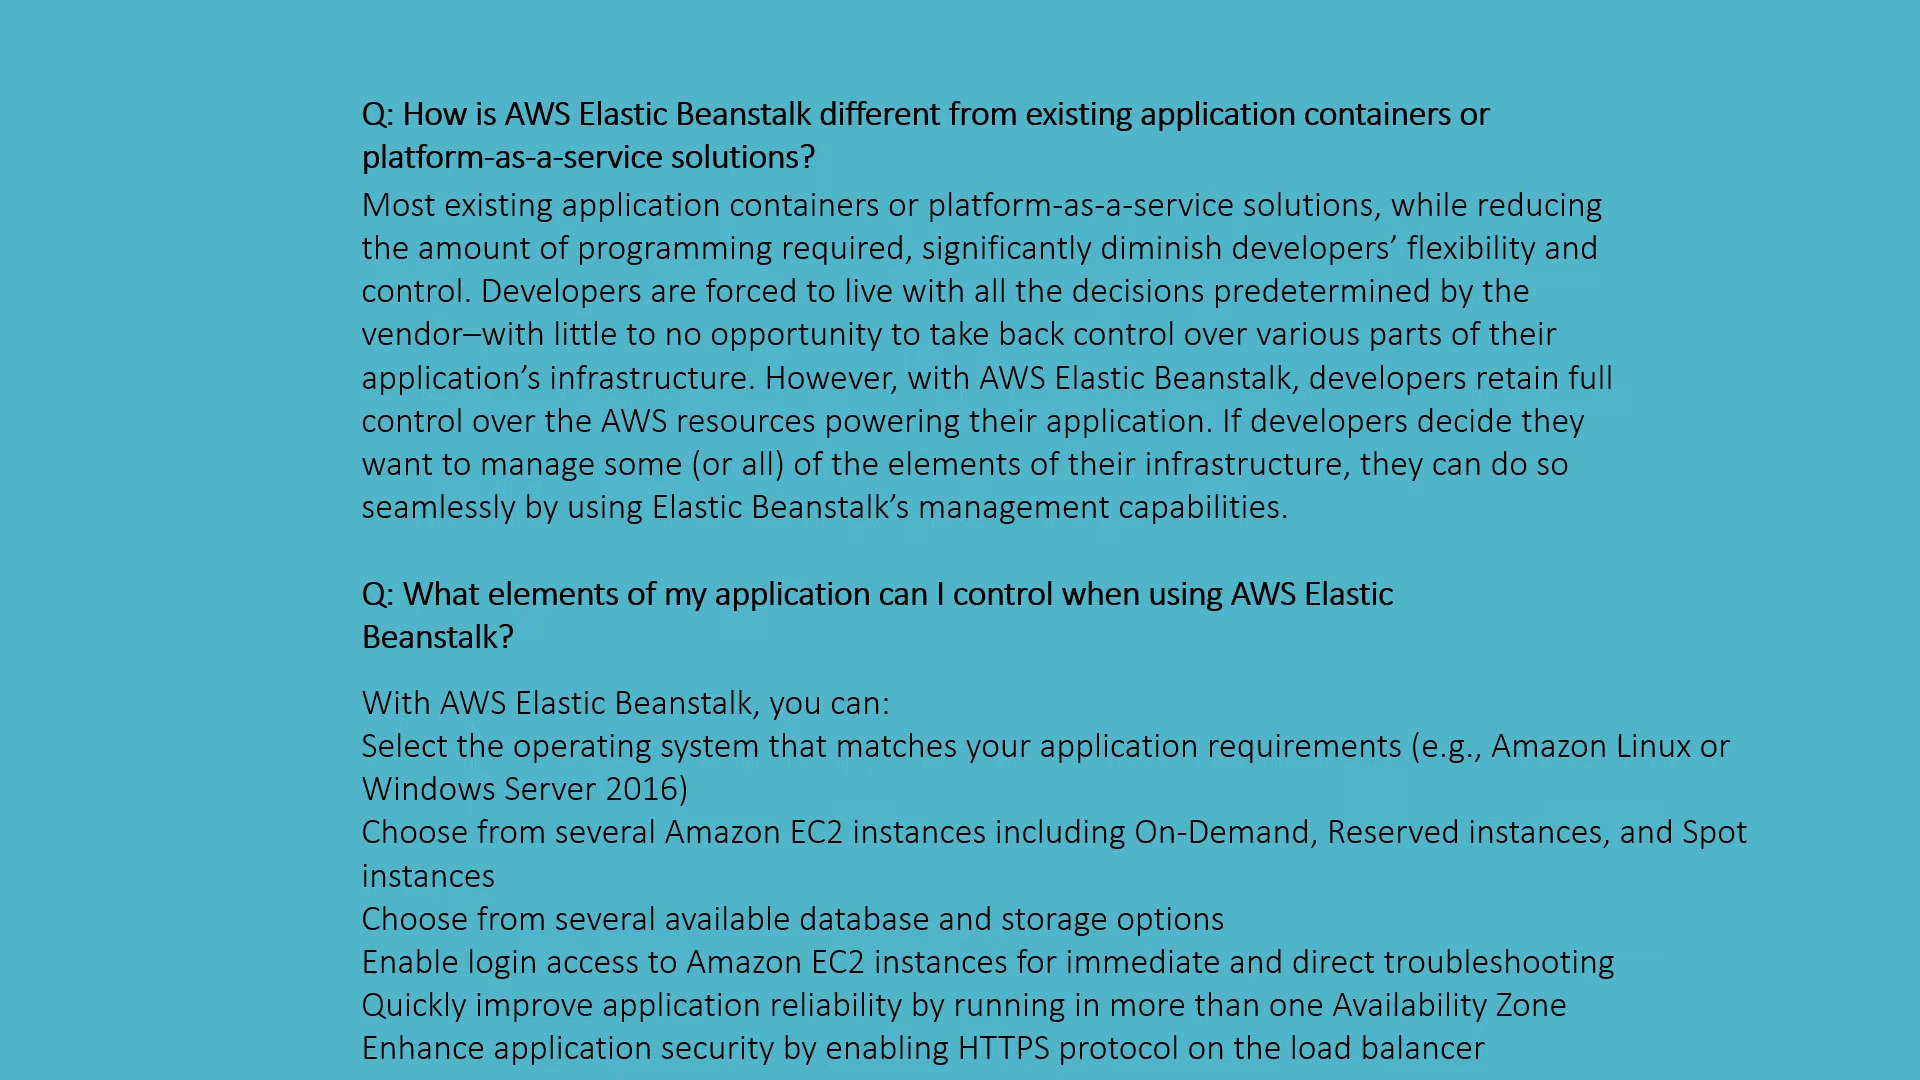 Q: How is AWS Elastic Beanstalk different from existing application containers or
platform-as-a-service solutions?
Most existing application containers or platform-as-a-service solutions, while reducing
the amount of programming required, significantly diminish developers’ flexibility and
control. Developers are forced to live with all the decisions predetermined by the
vendor–with little to no opportunity to take back control over various parts of their
application’s infrastructure. However, with AWS Elastic Beanstalk, developers retain full
control over the AWS resources powering their application. If developers decide they
want to manage some (or all) of the elements of their infrastructure, they can do so
seamlessly by using Elastic Beanstalk’s management capabilities.
Q: What elements of my application can I control when using AWS Elastic
Beanstalk?
With AWS Elastic Beanstalk, you can:
Select the operating system that matches your application requirements (e.g., Amazon Linux or
Windows Server 2016)
Choose from several Amazon EC2 instances including On-Demand, Reserved instances, and Spot
instances
Choose from several available database and storage options
Enable login access to Amazon EC2 instances for immediate and direct troubleshooting
Quickly improve application reliability by running in more than one Availability Zone
Enhance application security by enabling HTTPS protocol on the load balancer